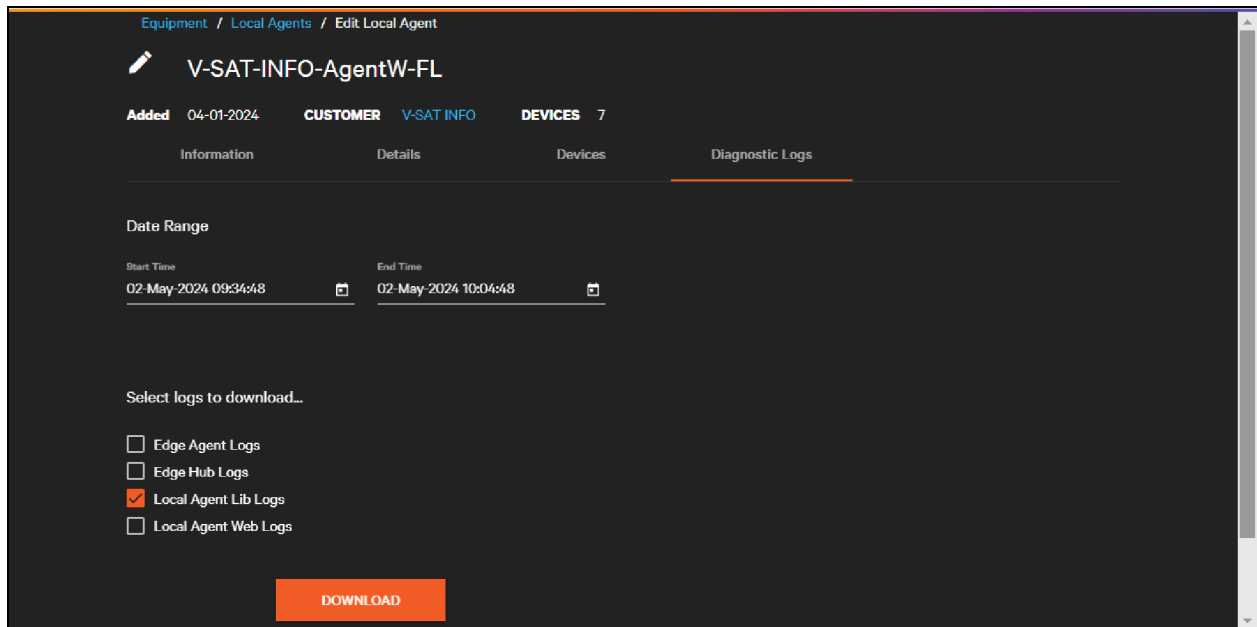 Equipment / Local Agents / Edit Local Agent
V-SAT-INFO-AgentW-FL
Added 04-01-2024 CUSTOMER V-SAT INFO DEVICES 7
Information Details Devices Diagnostic Logs
Date Range
Start Time End Time
02-May-2024 09:34:48 02-May-2024 10:04:48
Select logs to download...
Edge Agent Logs
Edge Hub Logs
Local Agent Lib Logs
Local Agent Web Logs
DOWNLOAD